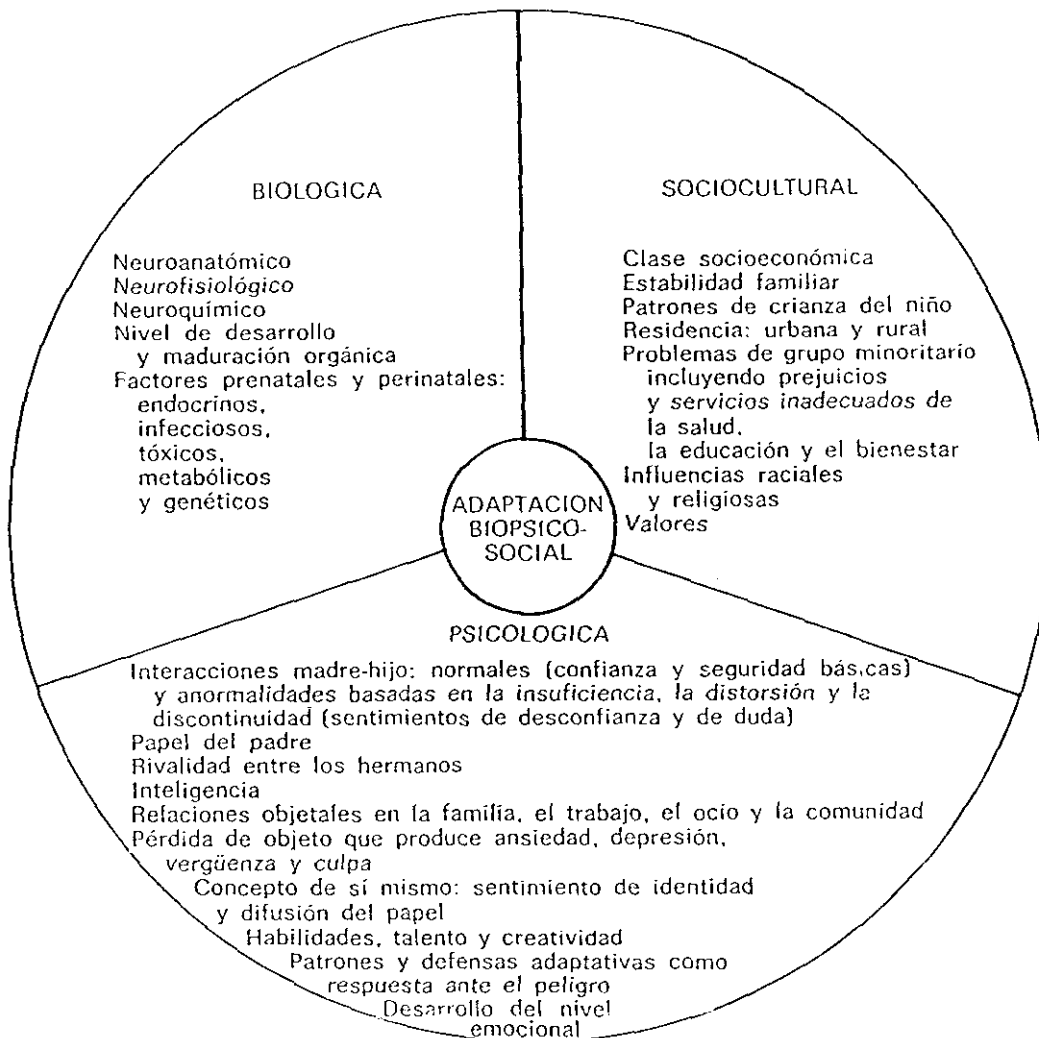 BIOLOGICA
Neuroanatómico
Neurofisiológico
Neuroquímico
Nivel de desarrollo
y maduración orgánica
Factores prenatales y perinatales:
endocrinos,
infecciosos,
tóxicos,
metabólicos
y genéticos
SOCIOCULTURAL
Clase socioeconómica
Estabilidad familiar
Patrones de crianza del niño
Residencia: urbana y rural
Problemas de grupo minoritario
incluyendo prejuicios
y servicios inadecuados de
la salud,
la educación y el bienestar
Influencias raciales
y religiosas
Valores
ADAPTACION
BIOPSICO-
SOCIAL
PSICOLOGICA
Interacciones madre-hijo: normales (confianza y seguridad bás.cas)
y anormalidades basadas en la insuficiencia, la distorsión y la
discontinuidad (sentimientos de desconfianza y de duda)
Papel del padre
Rivalidad entre los hermanos
Inteligencia
Relaciones objetales en la familia, el trabajo, el ocio y la comunidad
Pérdida de objeto que produce ansiedad, depresión,
vergüenza y culpa
Concepto de sí mismo: sentimiento de identidad
y difusión del papel
Habilidades, talento y creatividad
Patrones y defensas adaptativas como
respuesta ante el peligro
Desarrollo del nivel
emocional